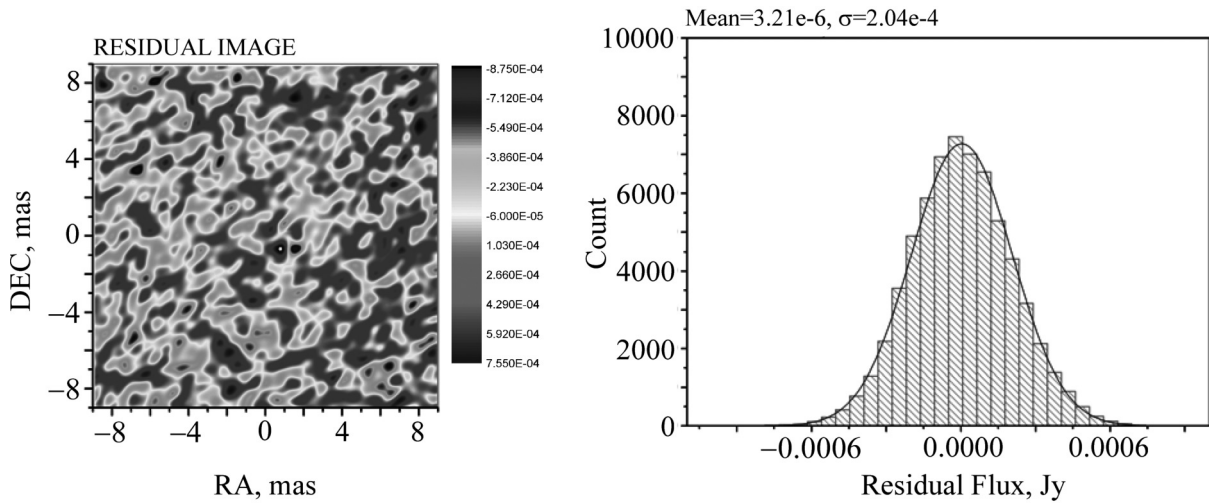 RESIDUAL IMAGE
8
4
0
−4
−8
DEC, mas
−8 −4 0 4 8
RA, mas
-8.750E-04
-7.120E-04
-5.490E-04
-3.860E-04
-2.230E-04
-6.000E-05
1.030E-04
2.660E-04
4.290E-04
5.920E-04
7.550E-04
Mean=3.21e-6, σ=2.04e-4
10000
8000
6000
4000
2000
0
Count
−0.0006 0.0000 0.0006
Residual Flux, Jy